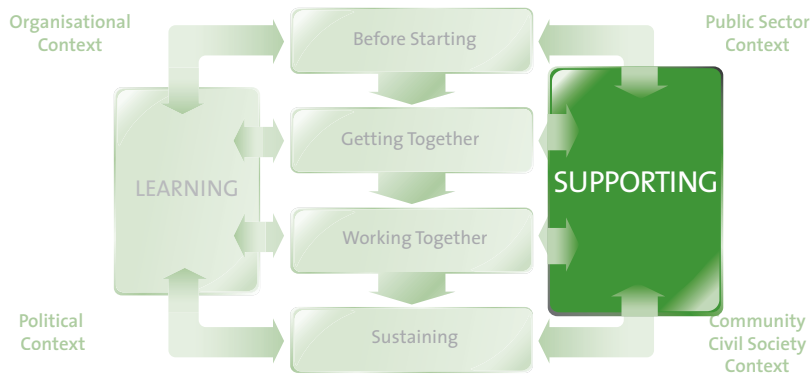 Organisational
Context
Before Starting
Public Sector
Context
Getting Together
LEARNING
SUPPORTING
Working Together
Political
Context
Sustaining
Community
Civil Society
Context